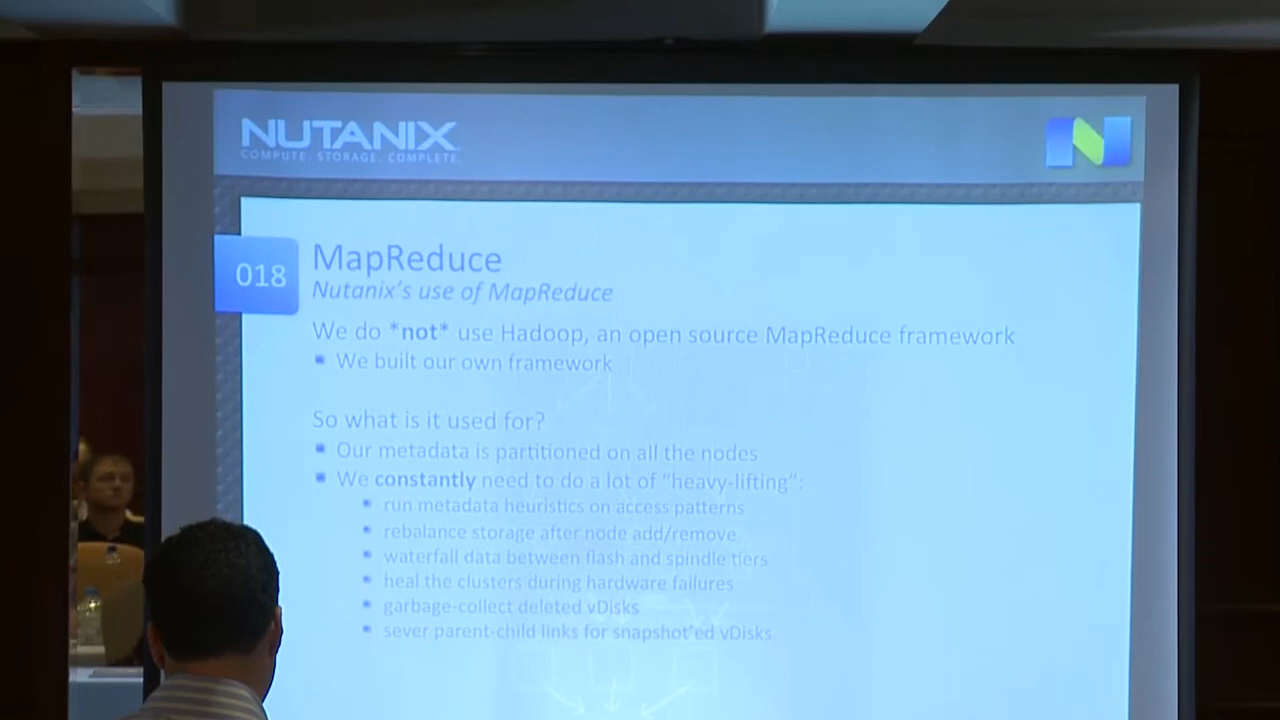 NUTANIX
COMPUTE. STORAGE. COMPLETE.
N
018
MapReduce
Nutanix's use of MapReduce
We do *not* use Hadoop, an open source MapReduce framework
▪ We built our own framework
So what is it used for?
▪ Our metadata is partitioned on all the nodes
▪ We constantly need to do a lot of “heavy-lifting”:
▪ run metadata heuristics on access patterns
▪ rebalance storage after node add/remove
▪ waterfall data between flash and spindle tiers
▪ heal the clusters during hardware failures
▪ garbage-collect deleted vDisks
▪ sever parent-child links for snapshot'ed vDisks